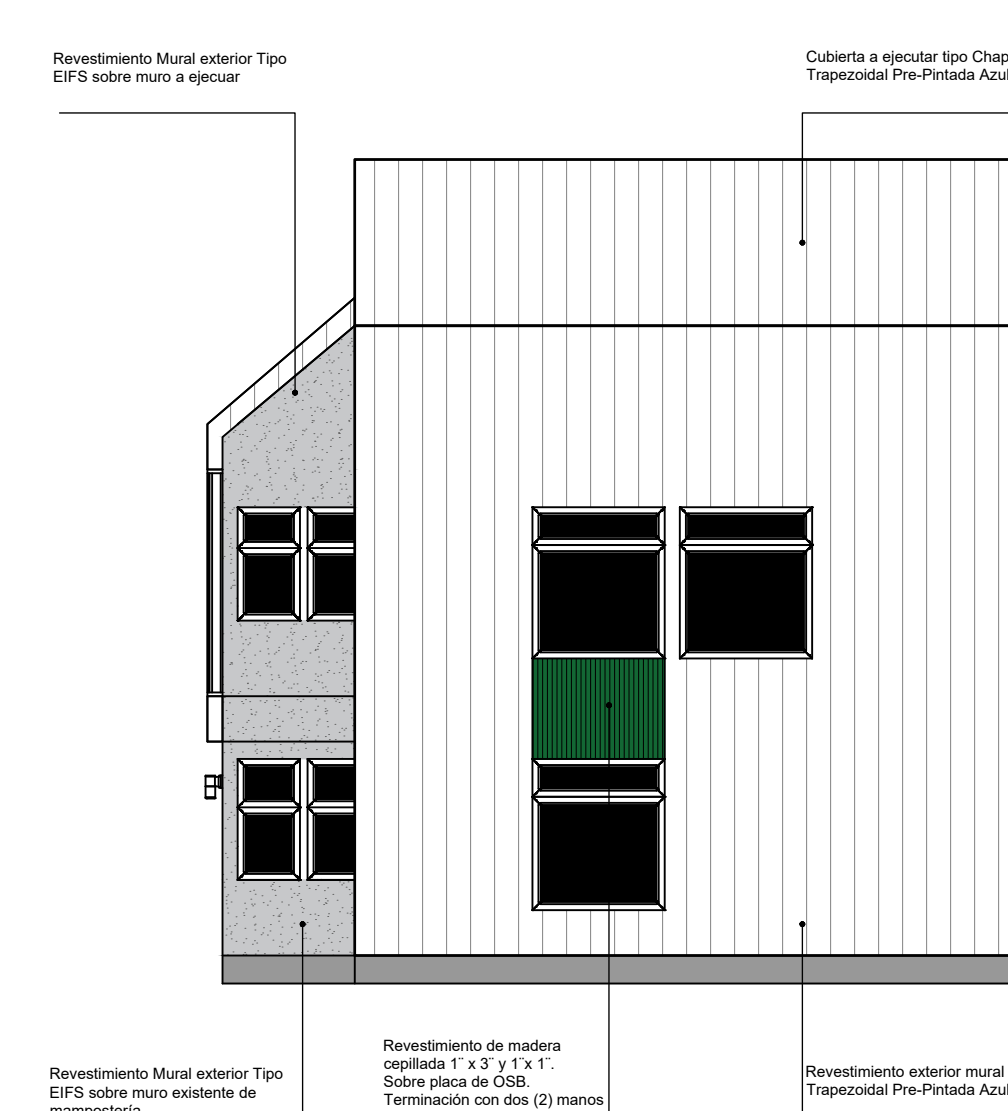 Revestimiento Mural exterior Tipo
EIFS sobre muro a ejecuar
Cubierta a ejecutar tipo Chap
Trapezoidal Pre-Pintada Azul
Revestimiento de madera
cepillada 1¨ x 3¨ y 1¨x 1¨.
Sobre placa de OSB.
Terminación con dos (2) manos
Revestimiento Mural exterior Tipo
EIFS sobre muro existente de
mampostería
Revestimiento exterior mural
Trapezoidal Pre-Pintada Azul